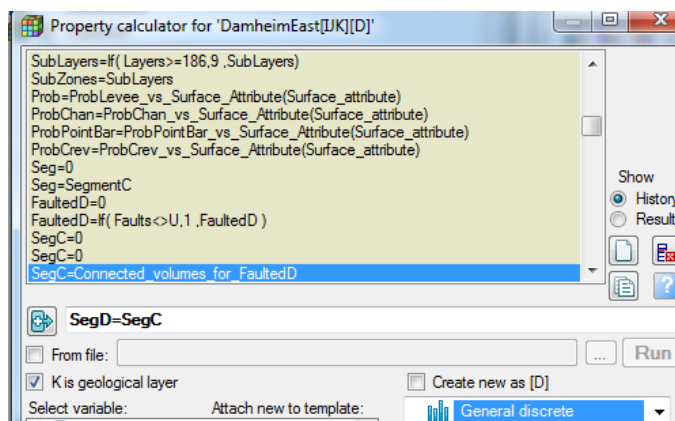 Property calculator for 'DamheimEast[IJK][D]'
SubLayers=If( Layers>=186,9 ,SubLayers)
SubZones=SubLayers
Prob=ProbLevee_vs_Surface_Attribute(Surface_attribute)
ProbChan=ProbChan_vs_Surface_Attribute(Surface_attribute)
ProbPointBar=ProbPointBar_vs_Surface_Attribute(Surface_attribute)
ProbCrev=ProbCrev_vs_Surface_Attribute(Surface_attribute)
Seg=0
Seg=SegmentC
FaultedD=0
FaultedD=If( Faults<>U,1 ,FaultedD )
SegC=0
SegC=0
SegC=Connected_volumes_for_FaultedD
Show
History
Result
SegD=SegC
From file:
...
Run
K is geological layer
Create new as [D]
Select variable:
Attach new to template:
General discrete